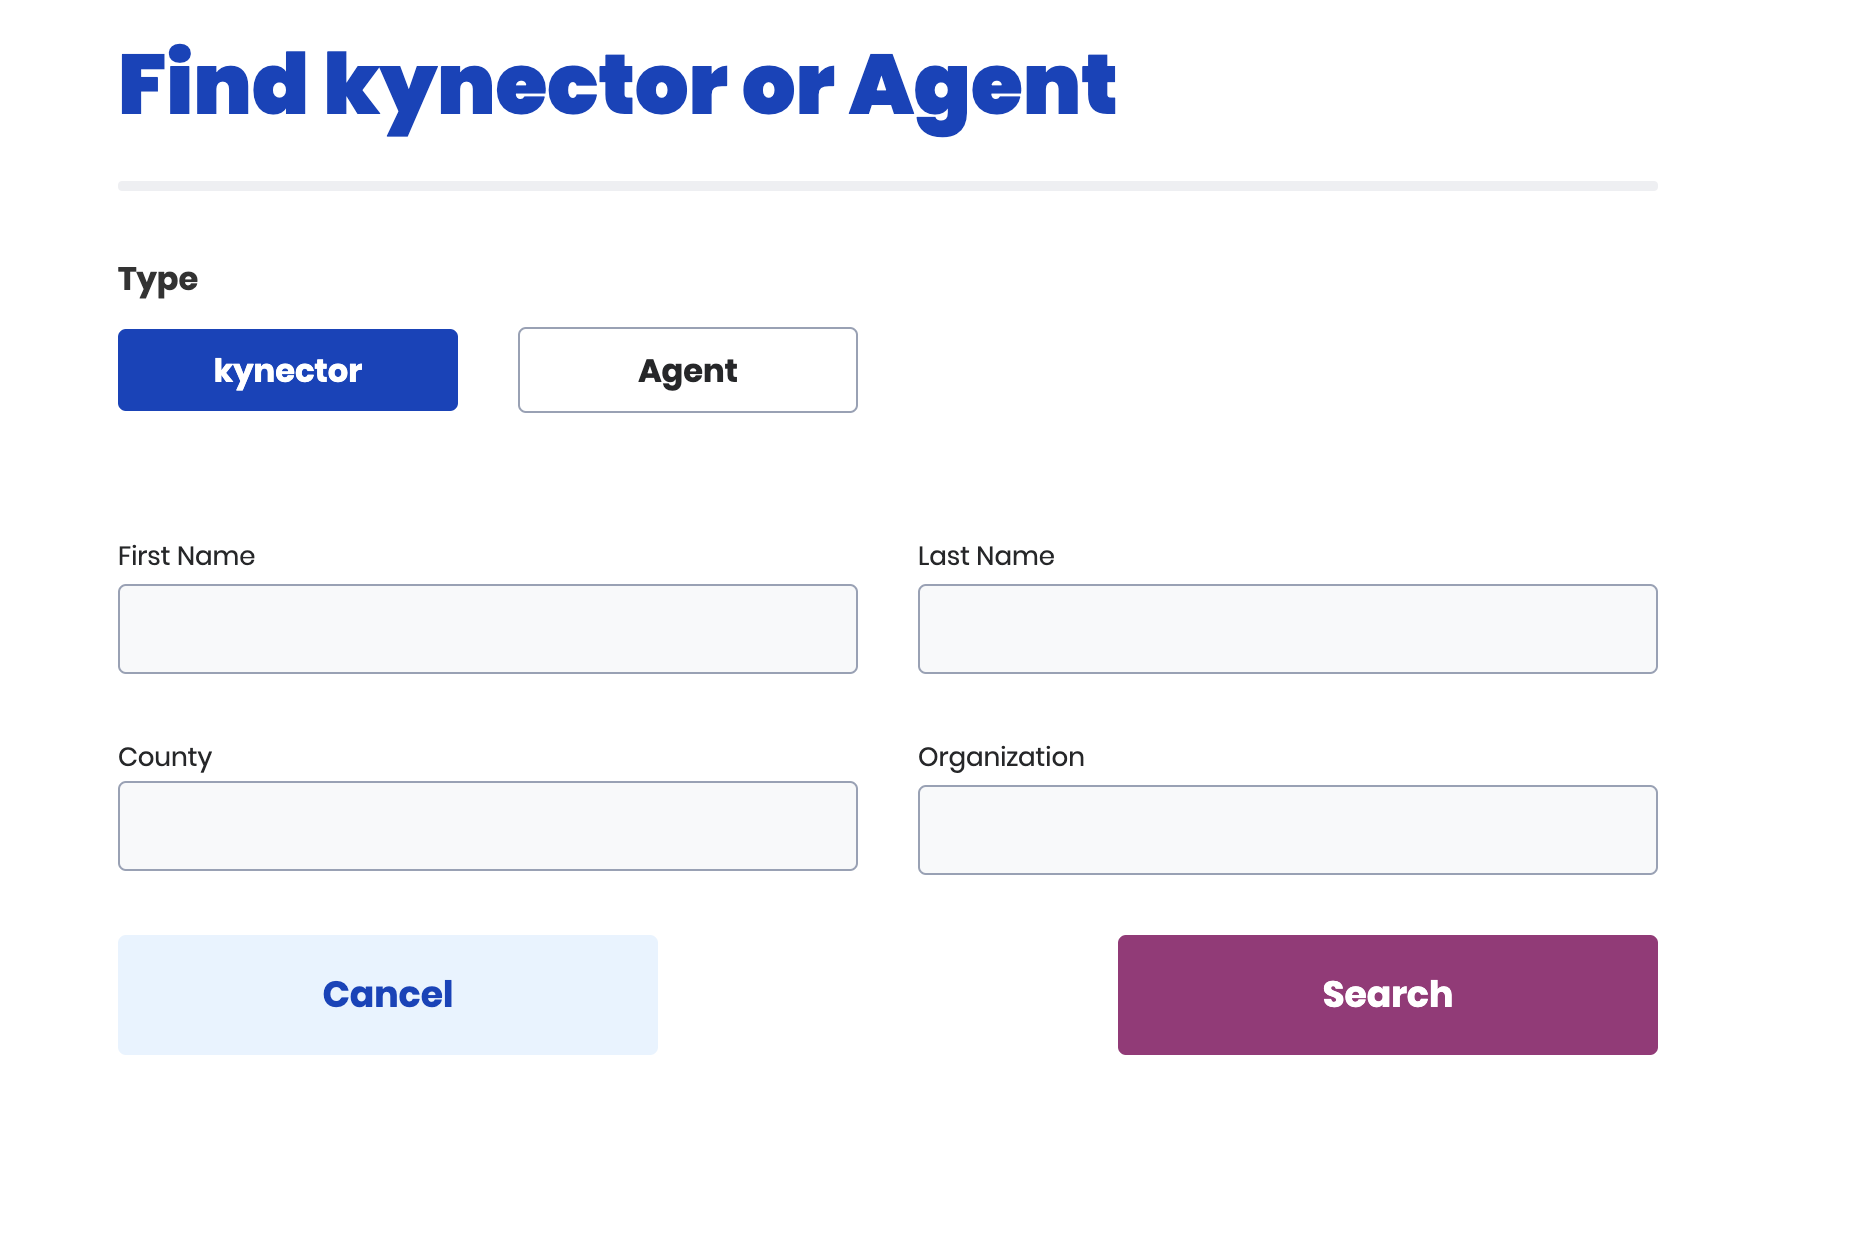 Find kynector or Agent
Type
kynector Agent
First Name Last Name
County Organization
Cancel Search